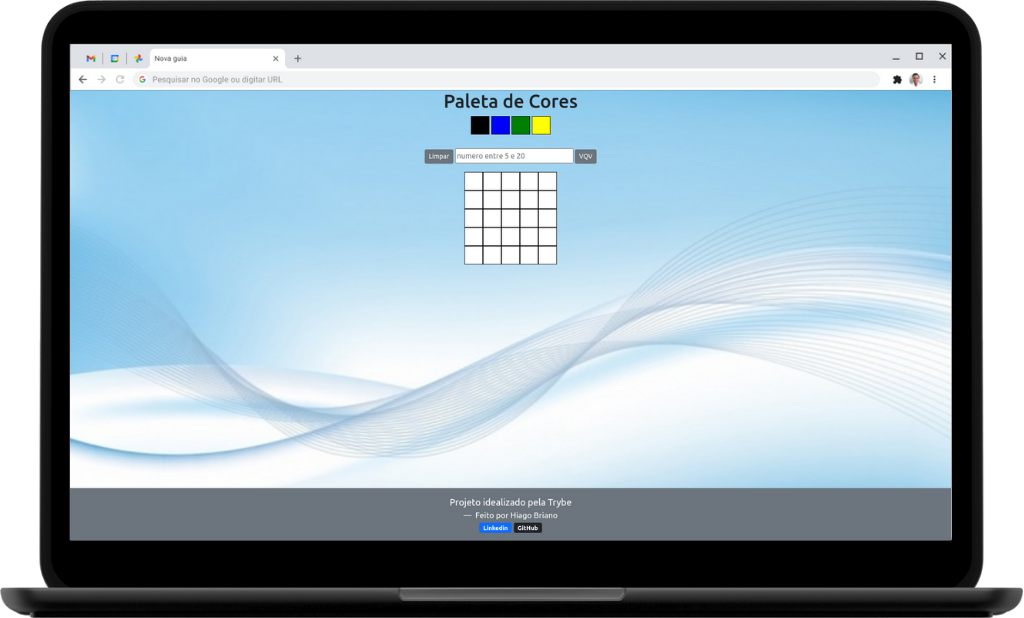 Nova guia
Pesquisar no Google ou digitar URL
Paleta de Cores
Limpar numero entre 5 e 20 VQV
Projeto idealizado pela Trybe
— Feito por Hiago Briano
Linkedin GitHub